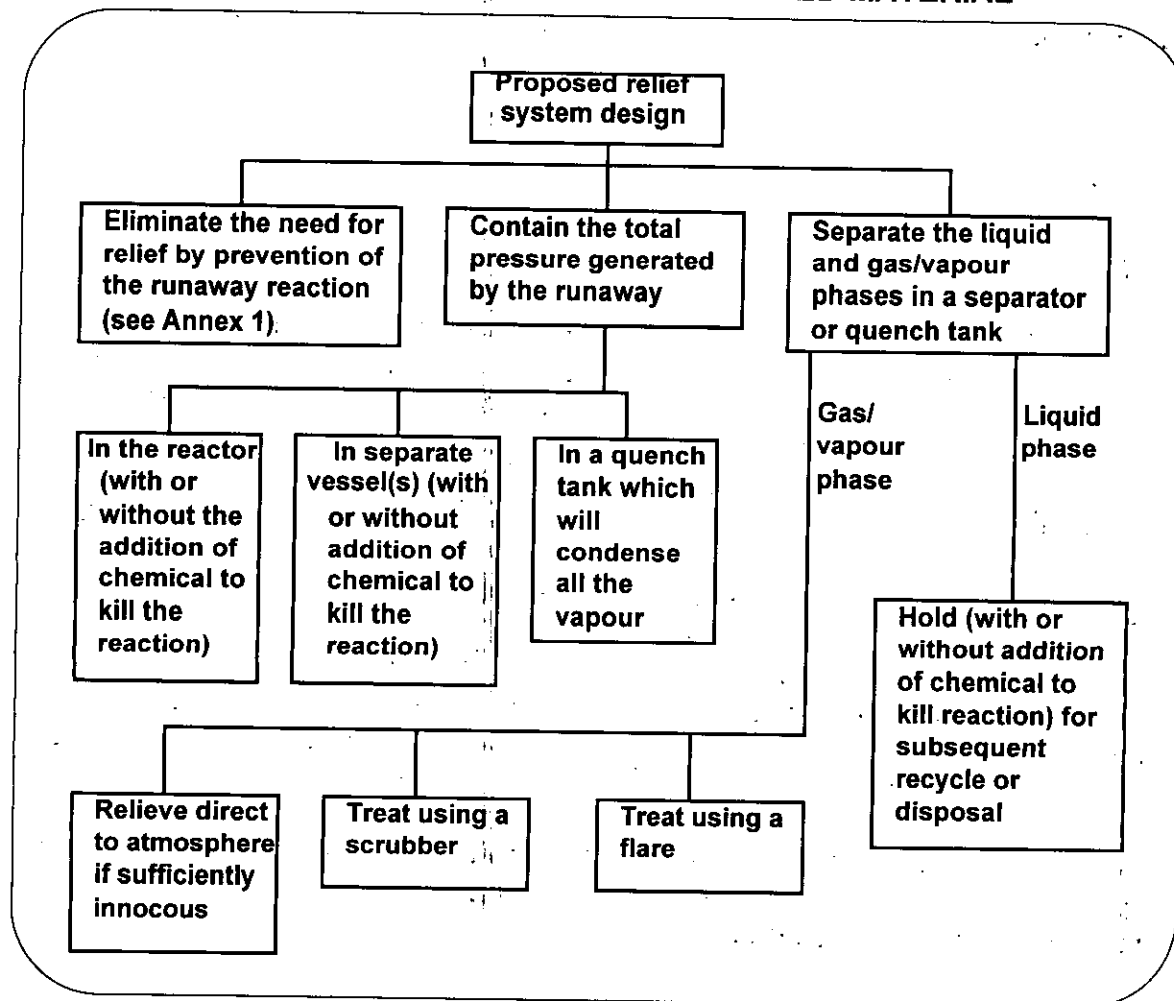 MATERIAL
Proposed relief
system design
Eliminate the need for
relief by prevention of
the runaway reaction
(see Annex 1).
Contain the total
pressure generated
by the runaway
Separate the liquid
and gas/vapour
phases in a separator
or quench tank
Gas/
vapour
phase
Liquid
phase
In the reactor
(with or
without the
addition of
chemical to
kill the
reaction)
In separate
vessel(s) (with
or without
addition of
chemical to
kill the
reaction)
In a quench
tank which
will
condense
all the
vapour
Hold (with or
without addition
of chemical to
kill reaction) for
subsequent
recycle or
disposal
Relieve direct
to atmosphere
if sufficiently
innocous
Treat using a
scrubber
Treat using a
flare